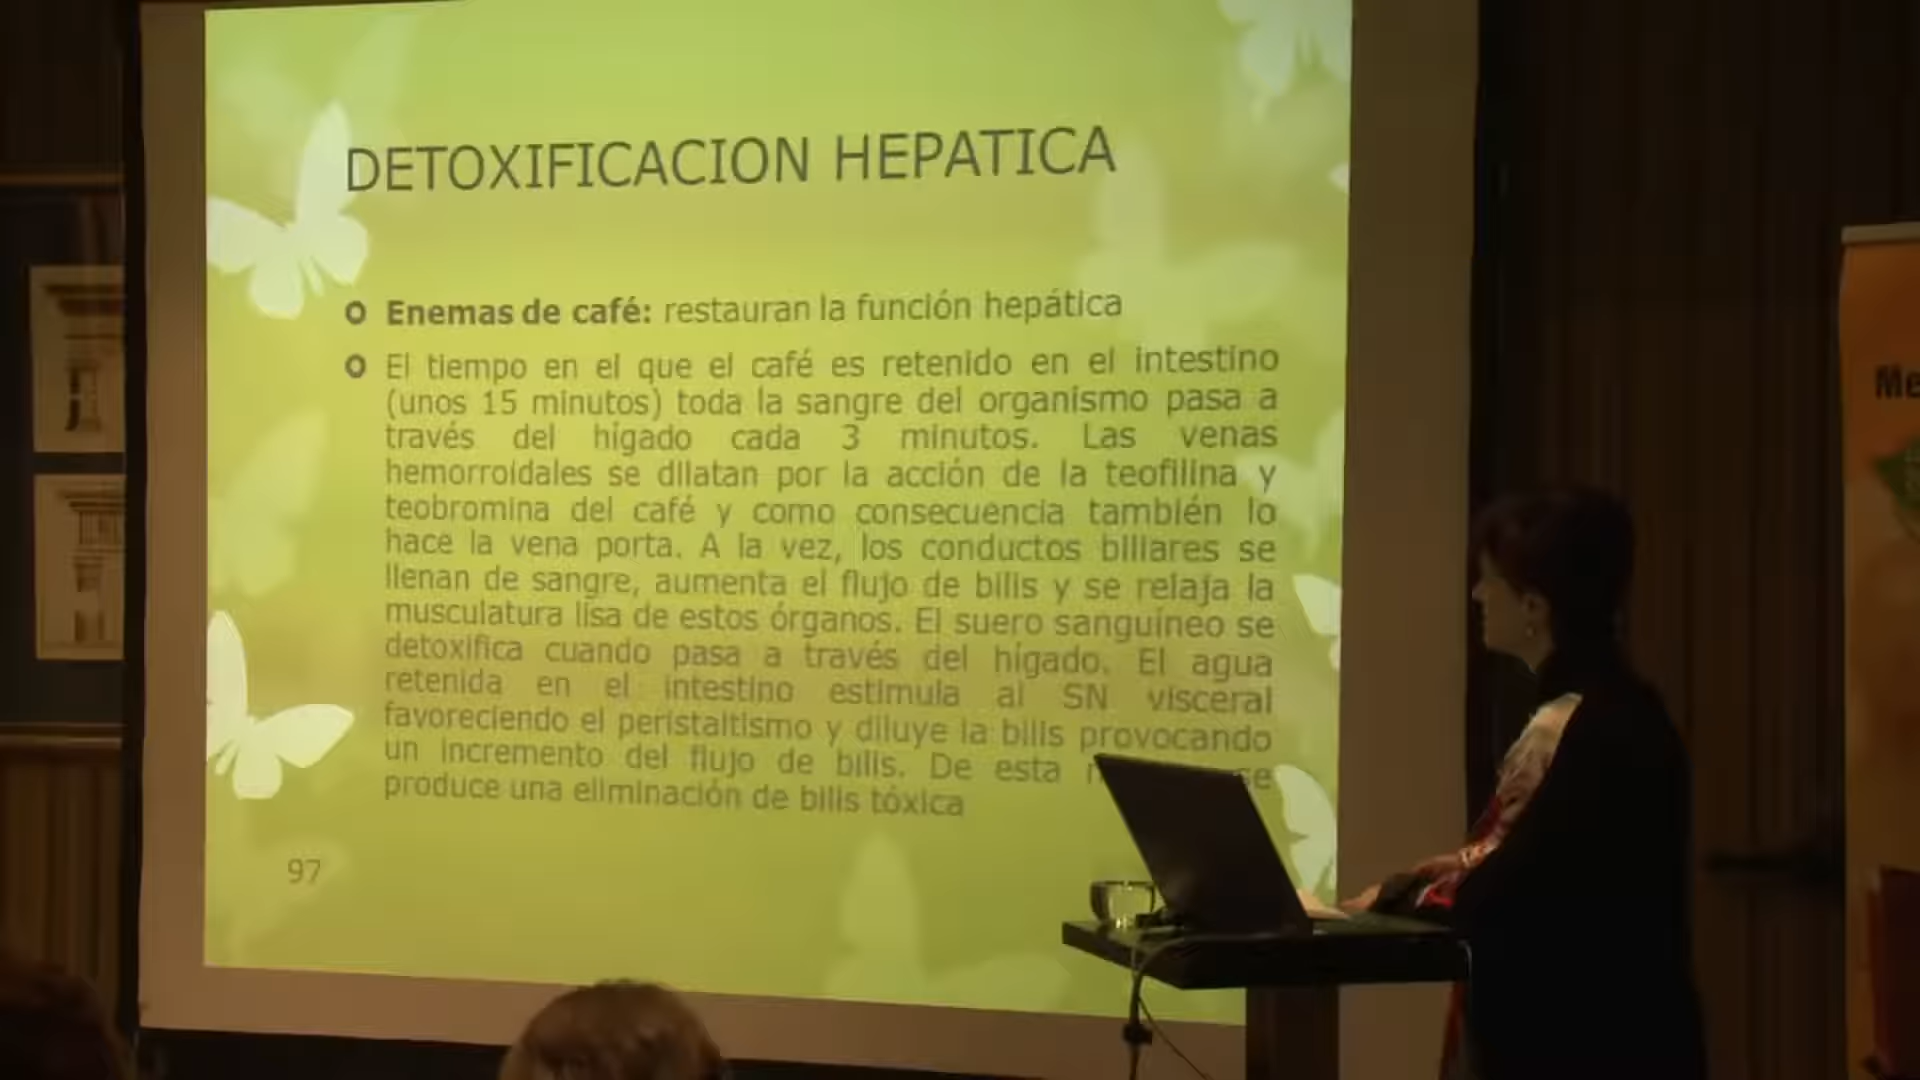 DETOXIFICACION HEPATICA
Enemas de café: restauran la función hepática
El tiempo en el que el café es retenido en el intestino
(unos 15 minutos) toda la sangre del organismo pasa a
través del hígado cada 3 minutos. Las venas
hemorroidales se dilatan por la acción de la teofilina y
teobromina del café y como consecuencia también lo
hace la vena porta. A la vez, los conductos biliares se
llenan de sangre, aumenta el flujo de bilis y se relaja la
musculatura lisa de estos órganos. El suero sanguíneo se
detoxifica cuando pasa a través del hígado. El agua
retenida en el intestino estimula al SN visceral
favoreciendo el peristaltismo y diluye la bilis provocando
un incremento del flujo de bilis. De esta se
produce una eliminación de bilis tóxica
97
Me